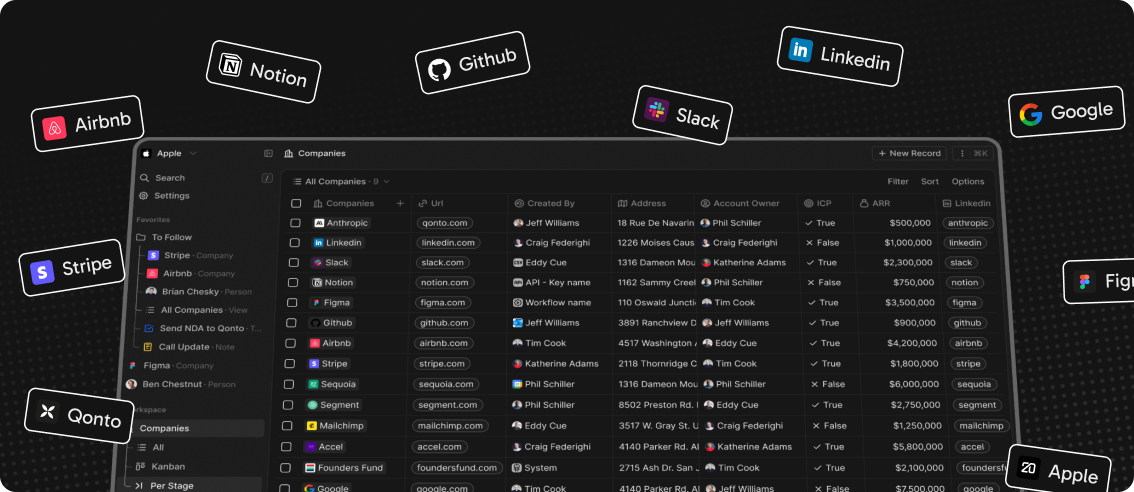 Notion
Github
Linkedin
Airbnb
Slack
Google
Stripe
Figm
Qonto
Apple
Apple
Companies
New Record
⌘K
Search
/
Settings
Favorites
To Follow
Stripe · Company
Airbnb · Company
Brian Chesky · Person
All Companies · View
Send NDA to Qonto · T...
Call Update · Note
Figma · Company
Ben Chestnut · Person
kspace
Companies
All
Kanban
Per Stage
All Companies · 9
Filter Sort Options
Companies + Url Created By Address Account Owner ICP ARR Linkedin
Anthropic qonto.com Jeff Williams 18 Rue De Navarin Phil Schiller True $500,000 anthropic
Linkedin linkedin.com Craig Federighi 1226 Moises Caus Phil Schiller False $1,000,000 linkedin
Slack slack.com Eddy Cue 1316 Dameon Mou Katherine Adams True $2,300,000 slack
Notion notion.com API - Key name 1162 Sammy Creel Phil Schiller False $750,000 notion
Figma figma.com Workflow name 110 Oswald Juncti Tim Cook True $3,500,000 figma
Github github.com Jeff Williams 3891 Ranchview D Jeff Williams True $900,000 github
Airbnb airbnb.com Tim Cook 4517 Washington Eddy Cue True $4,200,000 airbnb
Stripe stripe.com Katherine Adams 2118 Thornridge C Tim Cook True $1,800,000 stripe
Sequoia sequoia.com Phil Schiller 1316 Dameon Mou Phil Schiller False $6,000,000 sequoia
Segment segment.com Phil Schiller 8502 Preston Rd. Eddy Cue True $2,750,000 segment
Mailchimp mailchimp.com Eddy Cue 3517 W. Gray St. Craig Federighi False $1,250,000 mailchimp
Accel accel.com Craig Federighi 4140 Parker Rd. Katherine Adams True $5,800,000 accel
Founders Fund foundersfund.com System 2715 Ash Dr. San J Tim Cook True $2,100,000 foundersf
Google google.com Tim Cook 4140 Parker Rd. Jeff Williams False $7,500,000